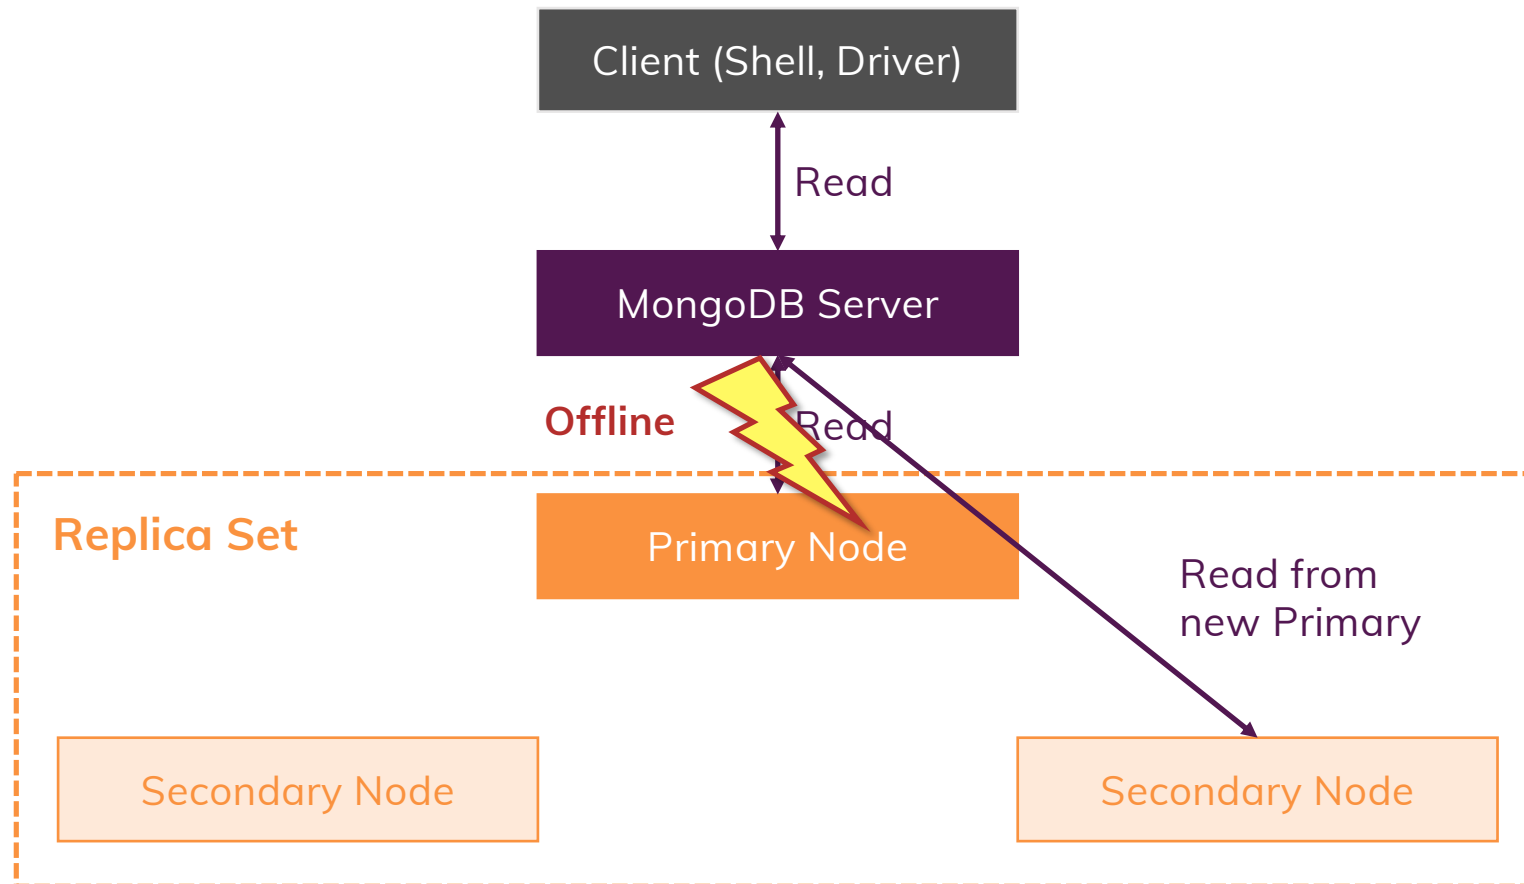 Client (Shell, Driver)
Read
MongoDB Server
Offline
Read
Replica Set
Primary Node
Read from
new Primary
Secondary Node
Secondary Node